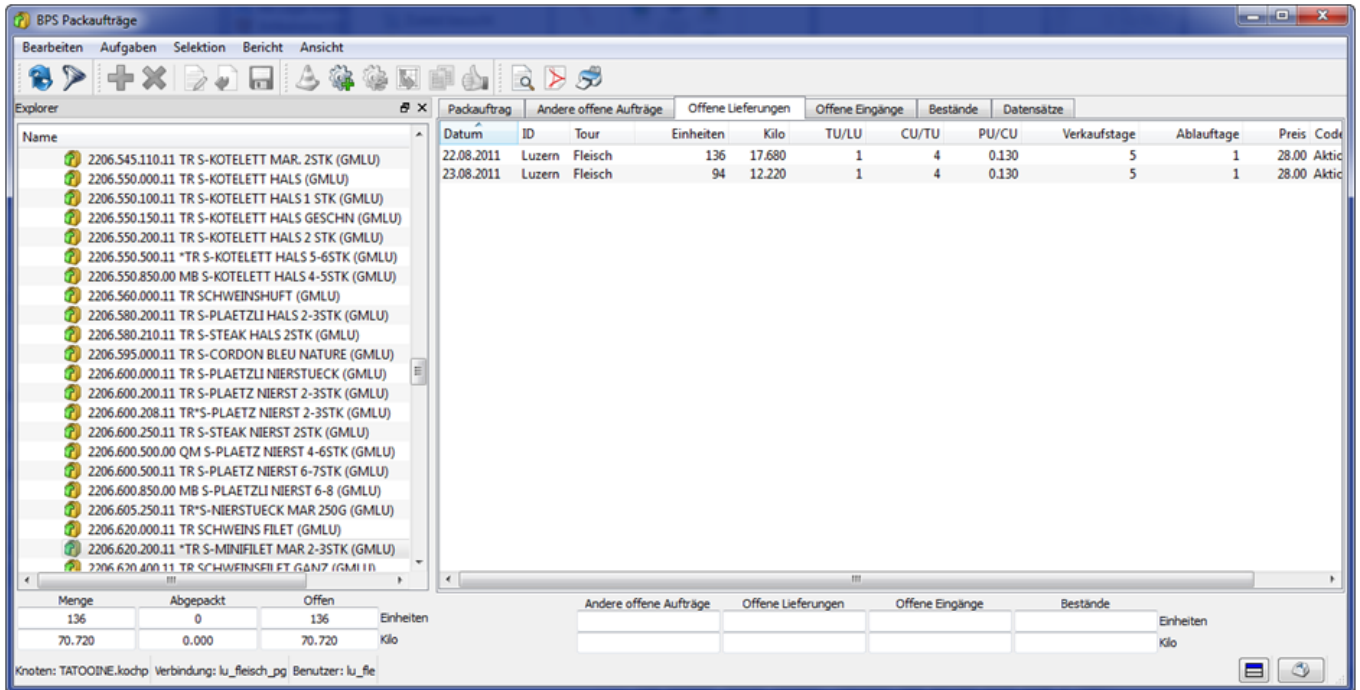 BPS Packaufträge
Bearbeiten Aufgaben Selektion Bericht Ansicht
Explorer
Name
2206.545.110.11 TR S-KOTELETT MAR. 2STK (GMLU)
2206.550.000.11 TR S-KOTELETT HALS (GMLU)
2206.550.100.11 TR S-KOTELETT HALS 1 STK (GMLU)
2206.550.150.11 TR S-KOTELETT HALS GESCHN (GMLU)
2206.550.200.11 TR S-KOTELETT HALS 2 STK (GMLU)
2206.550.500.11 *TR S-KOTELETT HALS 5-6STK (GMLU)
2206.550.850.00 MB S-KOTELETT HALS 4-5STK (GMLU)
2206.560.000.11 TR SCHWEINSHUFT (GMLU)
2206.580.200.11 TR S-PLAETZLI HALS 2-3STK (GMLU)
2206.580.210.11 TR S-STEAK HALS 2STK (GMLU)
2206.595.000.11 TR S-CORDON BLEU NATURE (GMLU)
2206.600.000.11 TR S-PLAETZLI NIERSTUECK (GMLU)
2206.600.200.11 TR S-PLAETZ NIERST 2-3STK (GMLU)
2206.600.208.11 TR*S-PLAETZ NIERST 2-3STK (GMLU)
2206.600.250.11 TR S-STEAK NIERST 2STK (GMLU)
2206.600.500.00 QM S-PLAETZ NIERST 4-6STK (GMLU)
2206.600.500.11 TR S-PLAETZ NIERST 6-7STK (GMLU)
2206.600.850.00 MB S-PLAETZLI NIERST 6-8 (GMLU)
2206.605.250.11 TR*S-NIERSTUECK MAR 250G (GMLU)
2206.620.000.11 TR SCHWEINS FILET (GMLU)
2206.620.200.11 *TR S-MINIFILET MAR 2-3STK (GMLU)
2206.620.400.11 TR SCHWEINSFILET GANZ (GMLU)
Packauftrag Andere offene Aufträge Offene Lieferungen Offene Eingänge Bestände Datensätze
Datum ID Tour Einheiten Kilo TU/LU CU/TU PU/CU Verkaufstage Ablauftage Preis Code
22.08.2011 Luzern Fleisch 136 17.680 1 4 0.130 5 1 28.00 Aktic
23.08.2011 Luzern Fleisch 94 12.220 1 4 0.130 5 1 28.00 Aktic
Menge Abgepackt Offen
136 0 136 Einheiten
70.720 0.000 70.720 Kilo
Andere offene Aufträge Offene Lieferungen Offene Eingänge Bestände
Einheiten
Kilo
Knoten: TATOOINE.kochp Verbindung: lu_fleisch_pg Benutzer: lu_fle